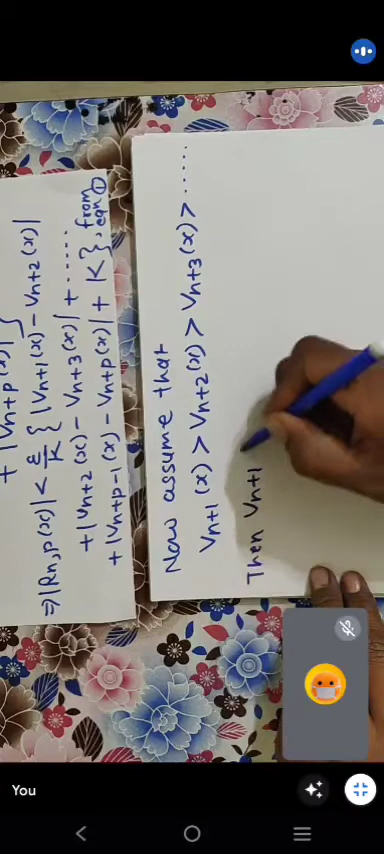 + |Vn+p(x)| }
⇒ |Rn,p(x)| < ε/K { |Vn+1(x) - Vn+2(x)|
+ |Vn+2(x) - Vn+3(x)| + ......
+ |Vn+p-1(x) - Vn+p(x)| + K }, from eqn ①
Now assume that
Vn+1(x) > Vn+2(x) > Vn+3(x) > .....
Then Vn+1
You